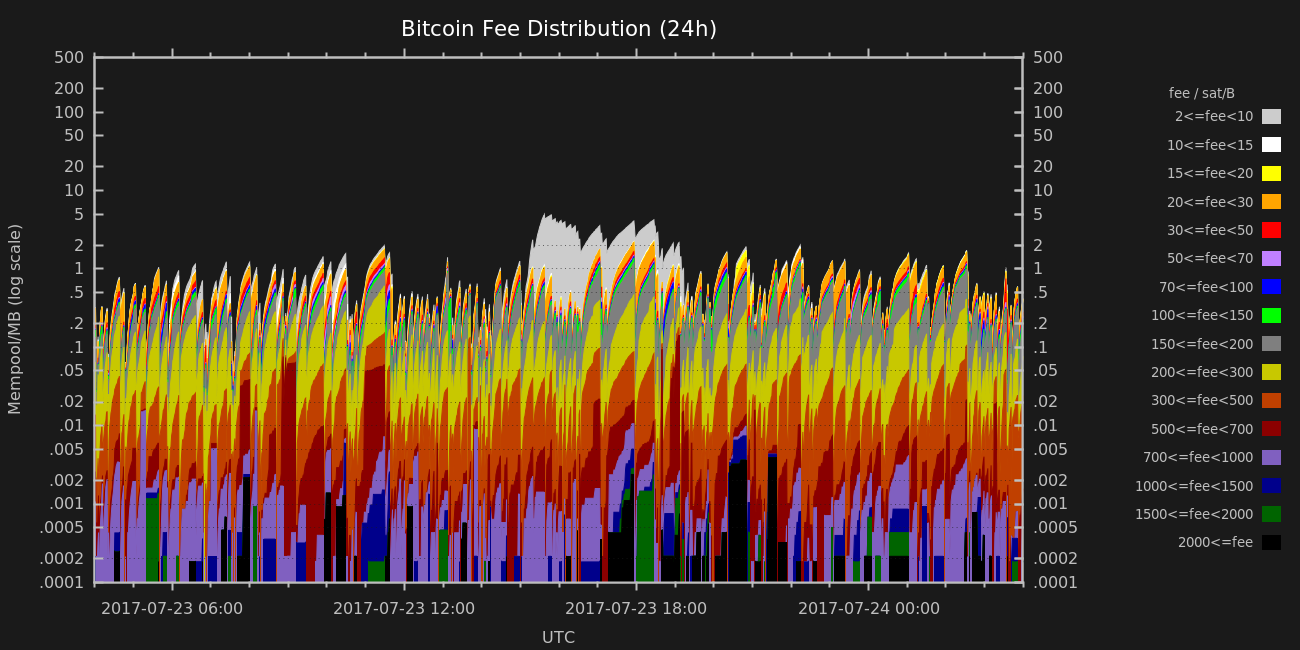 Bitcoin Fee Distribution (24h)
500
200
100
50
20
10
5
2
1
.5
.2
.1
.05
.02
.01
.005
.002
.001
.0005
.0002
.0001
Mempool/MB (log scale)
500
200
100
50
20
10
5
2
1
.5
.2
.1
.05
.02
.01
.005
.002
.001
.0005
.0002
.0001
2017-07-23 06:00
2017-07-23 12:00
2017-07-23 18:00
2017-07-24 00:00
UTC
fee / sat/B
2<=fee<10
10<=fee<15
15<=fee<20
20<=fee<30
30<=fee<50
50<=fee<70
70<=fee<100
100<=fee<150
150<=fee<200
200<=fee<300
300<=fee<500
500<=fee<700
700<=fee<1000
1000<=fee<1500
1500<=fee<2000
2000<=fee